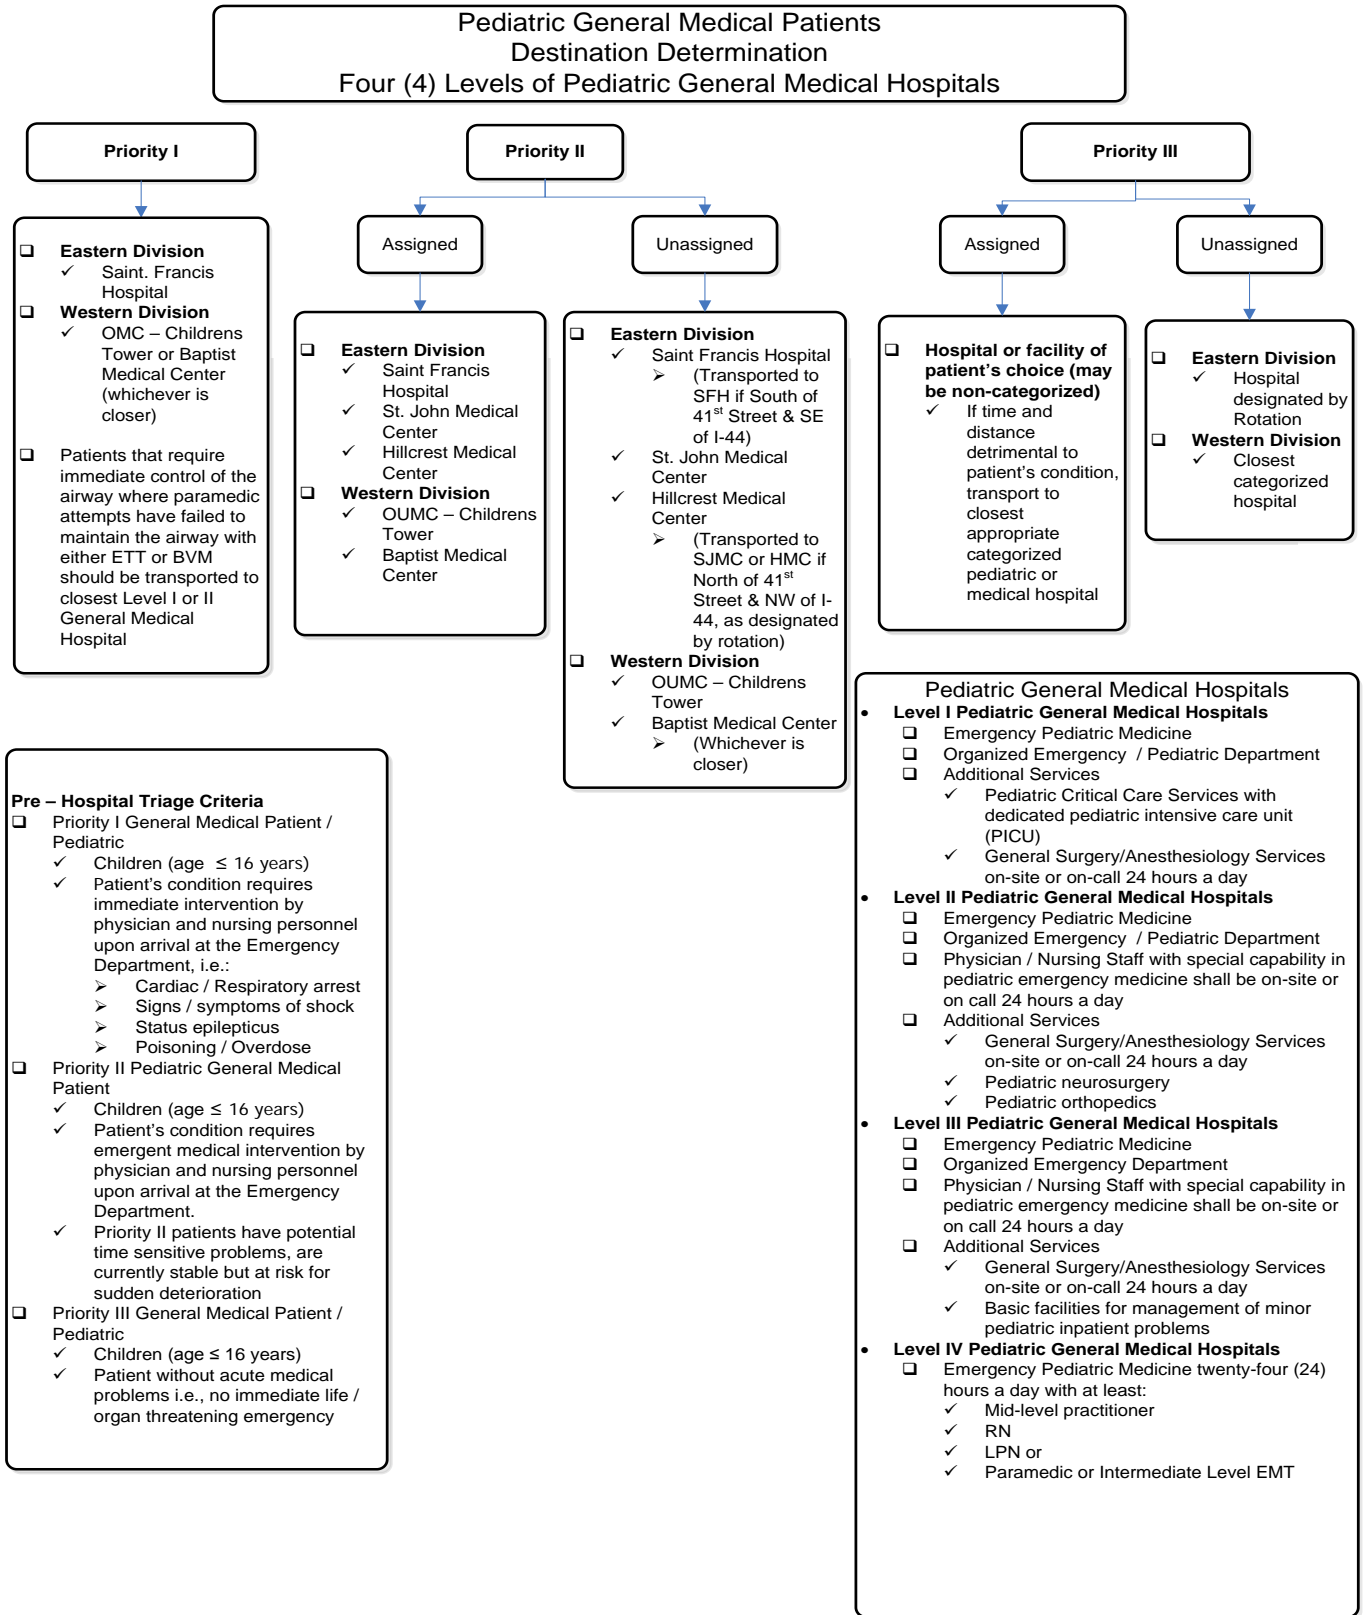 Pediatric General Medical Patients
Destination Determination
Four (4) Levels of Pediatric General Medical Hospitals
Priority I
Priority II
Priority III
Assigned
Unassigned
Assigned
Unassigned
❑ Eastern Division
✓ Saint. Francis
Hospital
❑ Western Division
✓ OMC – Childrens
Tower or Baptist
Medical Center
(whichever is
closer)
❑ Patients that require
immediate control of the
airway where paramedic
attempts have failed to
maintain the airway with
either ETT or BVM
should be transported to
closest Level I or II
General Medical
Hospital
❑ Eastern Division
✓ Saint Francis
Hospital
✓ St. John Medical
Center
✓ Hillcrest Medical
Center
❑ Western Division
✓ OUMC – Childrens
Tower
✓ Baptist Medical
Center
❑ Eastern Division
✓ Saint Francis Hospital
➢ (Transported to
SFH if South of
41st Street & SE
of I-44)
✓ St. John Medical
Center
✓ Hillcrest Medical
Center
➢ (Transported to
SJMC or HMC if
North of 41st
Street & NW of I-
44, as designated
by rotation)
❑ Western Division
✓ OUMC – Childrens
Tower
✓ Baptist Medical Center
➢ (Whichever is
closer)
❑ Hospital or facility of
patient's choice (may
be non-categorized)
✓ If time and
distance
detrimental to
patient's condition,
transport to
closest
appropriate
categorized
pediatric or
medical hospital
❑ Eastern Division
✓ Hospital
designated by
Rotation
❑ Western Division
✓ Closest
categorized
hospital
Pre – Hospital Triage Criteria
❑ Priority I General Medical Patient /
Pediatric
✓ Children (age ≤ 16 years)
✓ Patient's condition requires
immediate intervention by
physician and nursing personnel
upon arrival at the Emergency
Department, i.e.:
➢ Cardiac / Respiratory arrest
➢ Signs / symptoms of shock
➢ Status epilepticus
➢ Poisoning / Overdose
❑ Priority II Pediatric General Medical
Patient
✓ Children (age ≤ 16 years)
✓ Patient's condition requires
emergent medical intervention by
physician and nursing personnel
upon arrival at the Emergency
Department.
✓ Priority II patients have potential
time sensitive problems, are
currently stable but at risk for
sudden deterioration
❑ Priority III General Medical Patient /
Pediatric
✓ Children (age ≤ 16 years)
✓ Patient without acute medical
problems i.e., no immediate life /
organ threatening emergency
Pediatric General Medical Hospitals
• Level I Pediatric General Medical Hospitals
❑ Emergency Pediatric Medicine
❑ Organized Emergency / Pediatric Department
❑ Additional Services
✓ Pediatric Critical Care Services with
dedicated pediatric intensive care unit
(PICU)
✓ General Surgery/Anesthesiology Services
on-site or on-call 24 hours a day
• Level II Pediatric General Medical Hospitals
❑ Emergency Pediatric Medicine
❑ Organized Emergency / Pediatric Department
❑ Physician / Nursing Staff with special capability in
pediatric emergency medicine shall be on-site or
on call 24 hours a day
❑ Additional Services
✓ General Surgery/Anesthesiology Services
on-site or on-call 24 hours a day
✓ Pediatric neurosurgery
✓ Pediatric orthopedics
• Level III Pediatric General Medical Hospitals
❑ Emergency Pediatric Medicine
❑ Organized Emergency Department
❑ Physician / Nursing Staff with special capability in
pediatric emergency medicine shall be on-site or
on call 24 hours a day
❑ Additional Services
✓ General Surgery/Anesthesiology Services
on-site or on-call 24 hours a day
✓ Basic facilities for management of minor
pediatric inpatient problems
• Level IV Pediatric General Medical Hospitals
❑ Emergency Pediatric Medicine twenty-four (24)
hours a day with at least:
✓ Mid-level practitioner
✓ RN
✓ LPN or
✓ Paramedic or Intermediate Level EMT